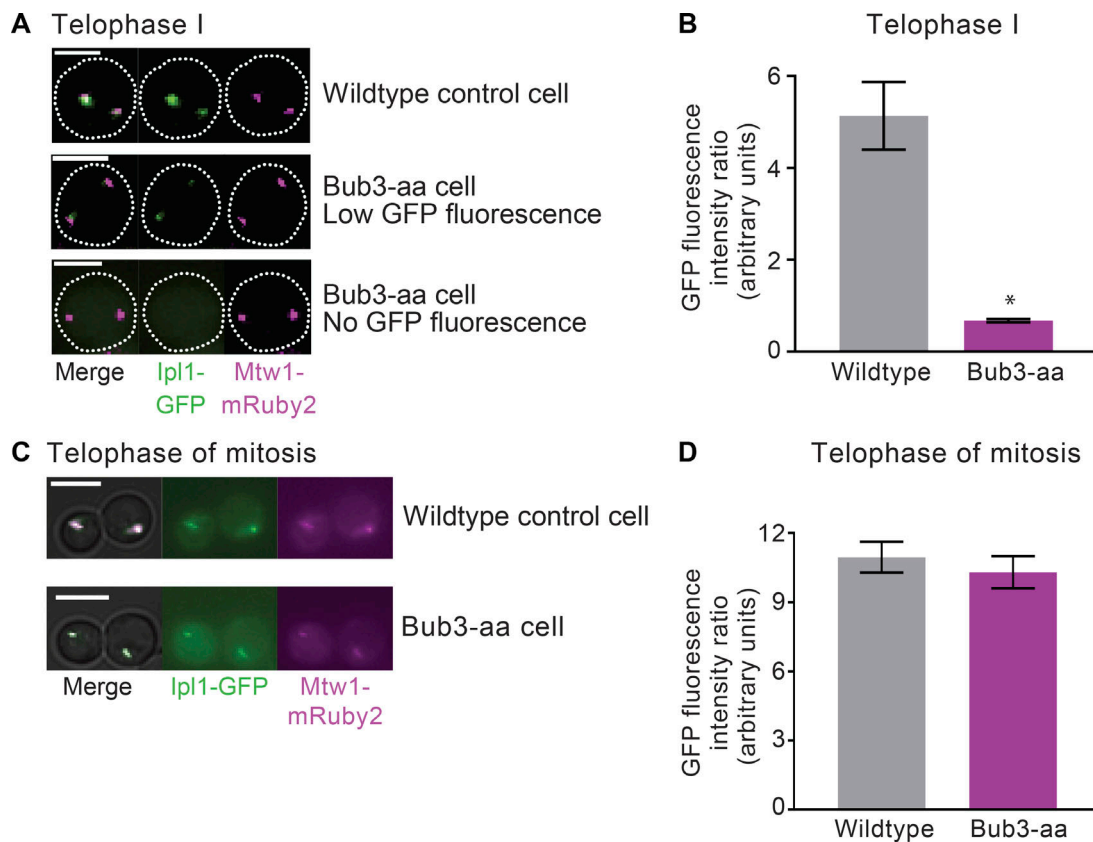 A Telophase I
Wildtype control cell
Bub3-aa cell
Low GFP fluorescence
Bub3-aa cell
No GFP fluorescence
Merge Ipl1- Mtw1-
GFP mRuby2
B Telophase I
GFP fluorescence
intensity ratio
(arbitrary units)
6
4
2
0
*
Wildtype Bub3-aa
C Telophase of mitosis
Wildtype control cell
Bub3-aa cell
Merge Ipl1-GFP Mtw1-
mRuby2
D Telophase of mitosis
GFP fluorescence
intensity ratio
(arbitrary units)
12
9
6
3
0
Wildtype Bub3-aa